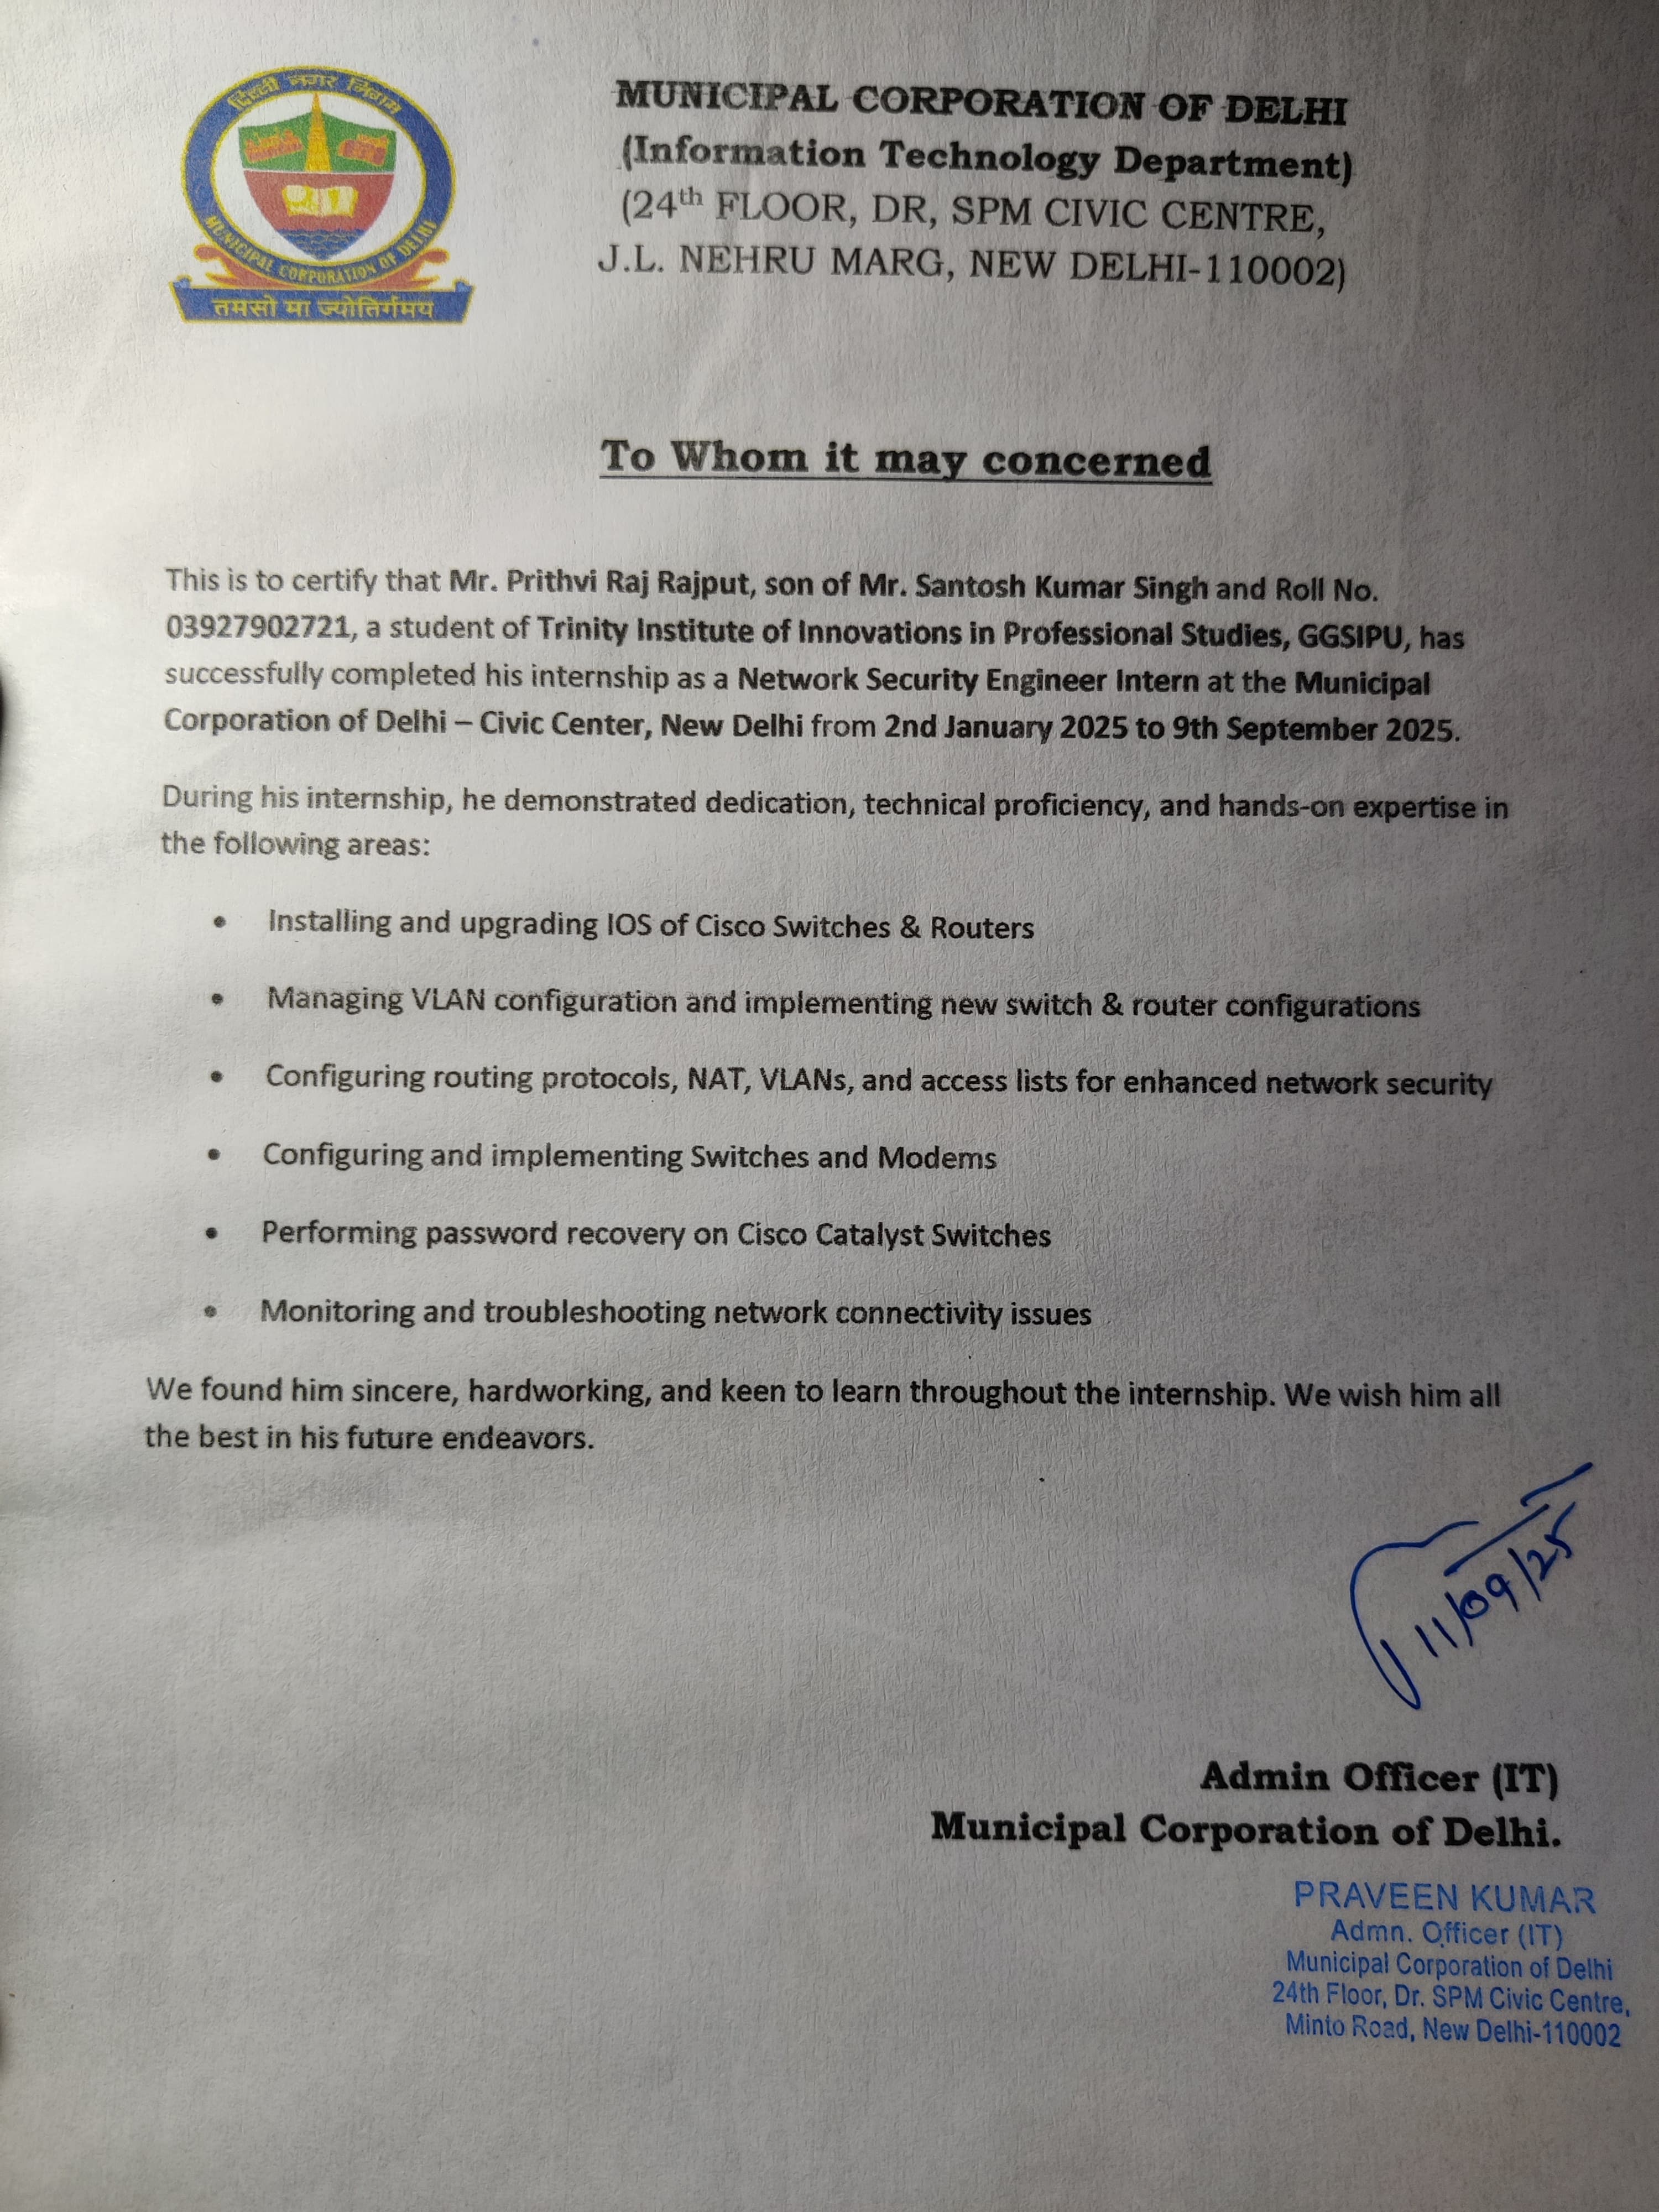 दिल्ली नगर निगम
MUNICIPAL CORPORATION OF DELHI
तमसो मा ज्योतिर्गमय
MUNICIPAL CORPORATION OF DELHI
(Information Technology Department)
(24th FLOOR, DR, SPM CIVIC CENTRE,
J.L. NEHRU MARG, NEW DELHI-110002)
To Whom it may concerned
This is to certify that Mr. Prithvi Raj Rajput, son of Mr. Santosh Kumar Singh and Roll No.
03927902721, a student of Trinity Institute of Innovations in Professional Studies, GGSIPU, has
successfully completed his internship as a Network Security Engineer Intern at the Municipal
Corporation of Delhi – Civic Center, New Delhi from 2nd January 2025 to 9th September 2025.
During his internship, he demonstrated dedication, technical proficiency, and hands-on expertise in
the following areas:
• Installing and upgrading IOS of Cisco Switches & Routers
• Managing VLAN configuration and implementing new switch & router configurations
• Configuring routing protocols, NAT, VLANs, and access lists for enhanced network security
• Configuring and implementing Switches and Modems
• Performing password recovery on Cisco Catalyst Switches
• Monitoring and troubleshooting network connectivity issues
We found him sincere, hardworking, and keen to learn throughout the internship. We wish him all
the best in his future endeavors.
11/09/25
Admin Officer (IT)
Municipal Corporation of Delhi.
PRAVEEN KUMAR
Admn. Officer (IT)
Municipal Corporation of Delhi
24th Floor, Dr. SPM Civic Centre,
Minto Road, New Delhi-110002